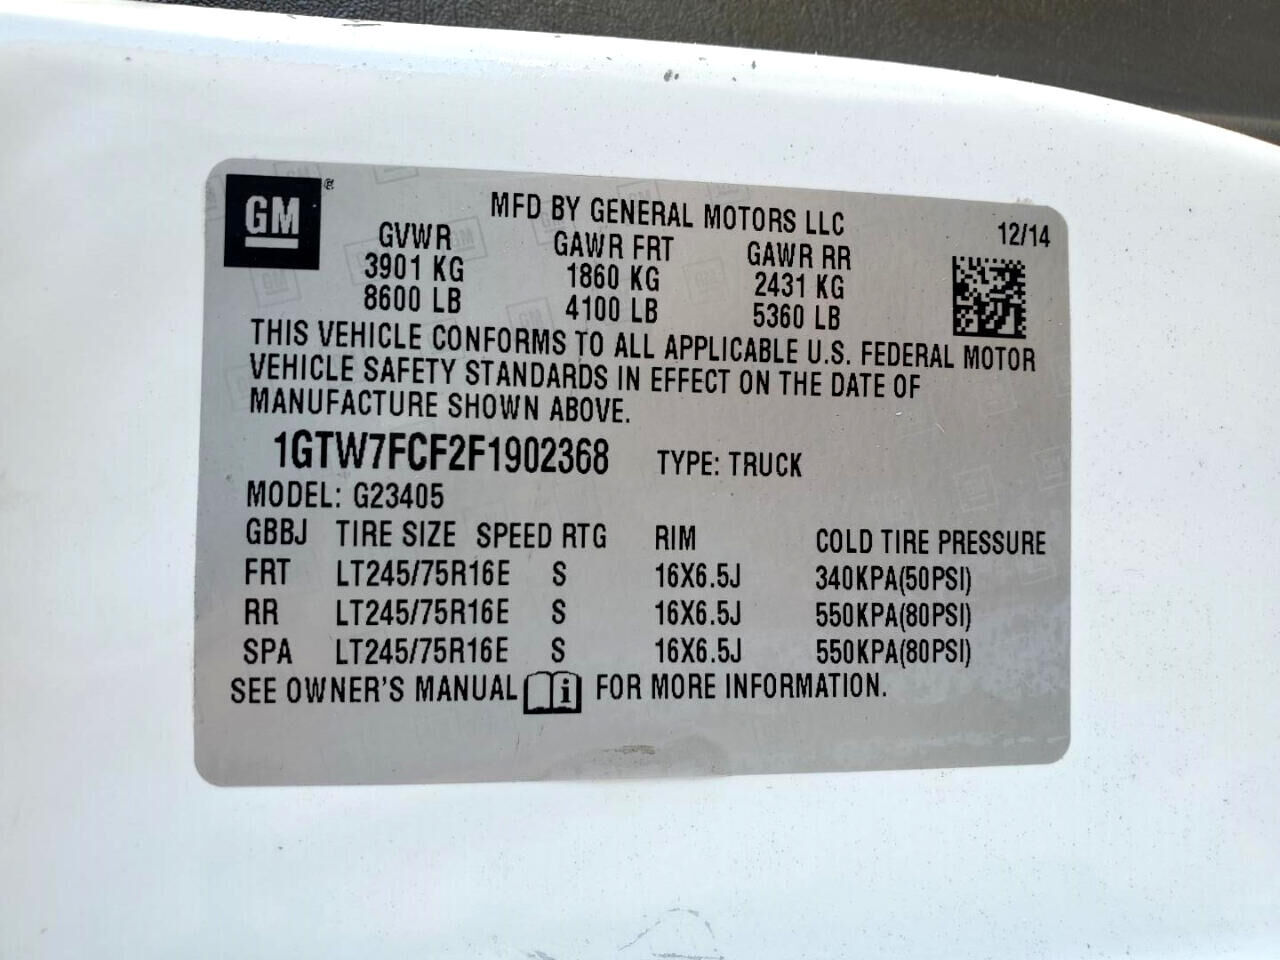 GM®
MFD BY GENERAL MOTORS LLC
12/14
GVWR GAWR FRT GAWR RR
3901 KG 1860 KG 2431 KG
8600 LB 4100 LB 5360 LB
THIS VEHICLE CONFORMS TO ALL APPLICABLE U.S. FEDERAL MOTOR
VEHICLE SAFETY STANDARDS IN EFFECT ON THE DATE OF
MANUFACTURE SHOWN ABOVE.
1GTW7FCF2F1902368 TYPE: TRUCK
MODEL: G23405
GBBJ TIRE SIZE SPEED RTG RIM COLD TIRE PRESSURE
FRT LT245/75R16E S 16X6.5J 340KPA(50PSI)
RR LT245/75R16E S 16X6.5J 550KPA(80PSI)
SPA LT245/75R16E S 16X6.5J 550KPA(80PSI)
SEE OWNER'S MANUAL i FOR MORE INFORMATION.